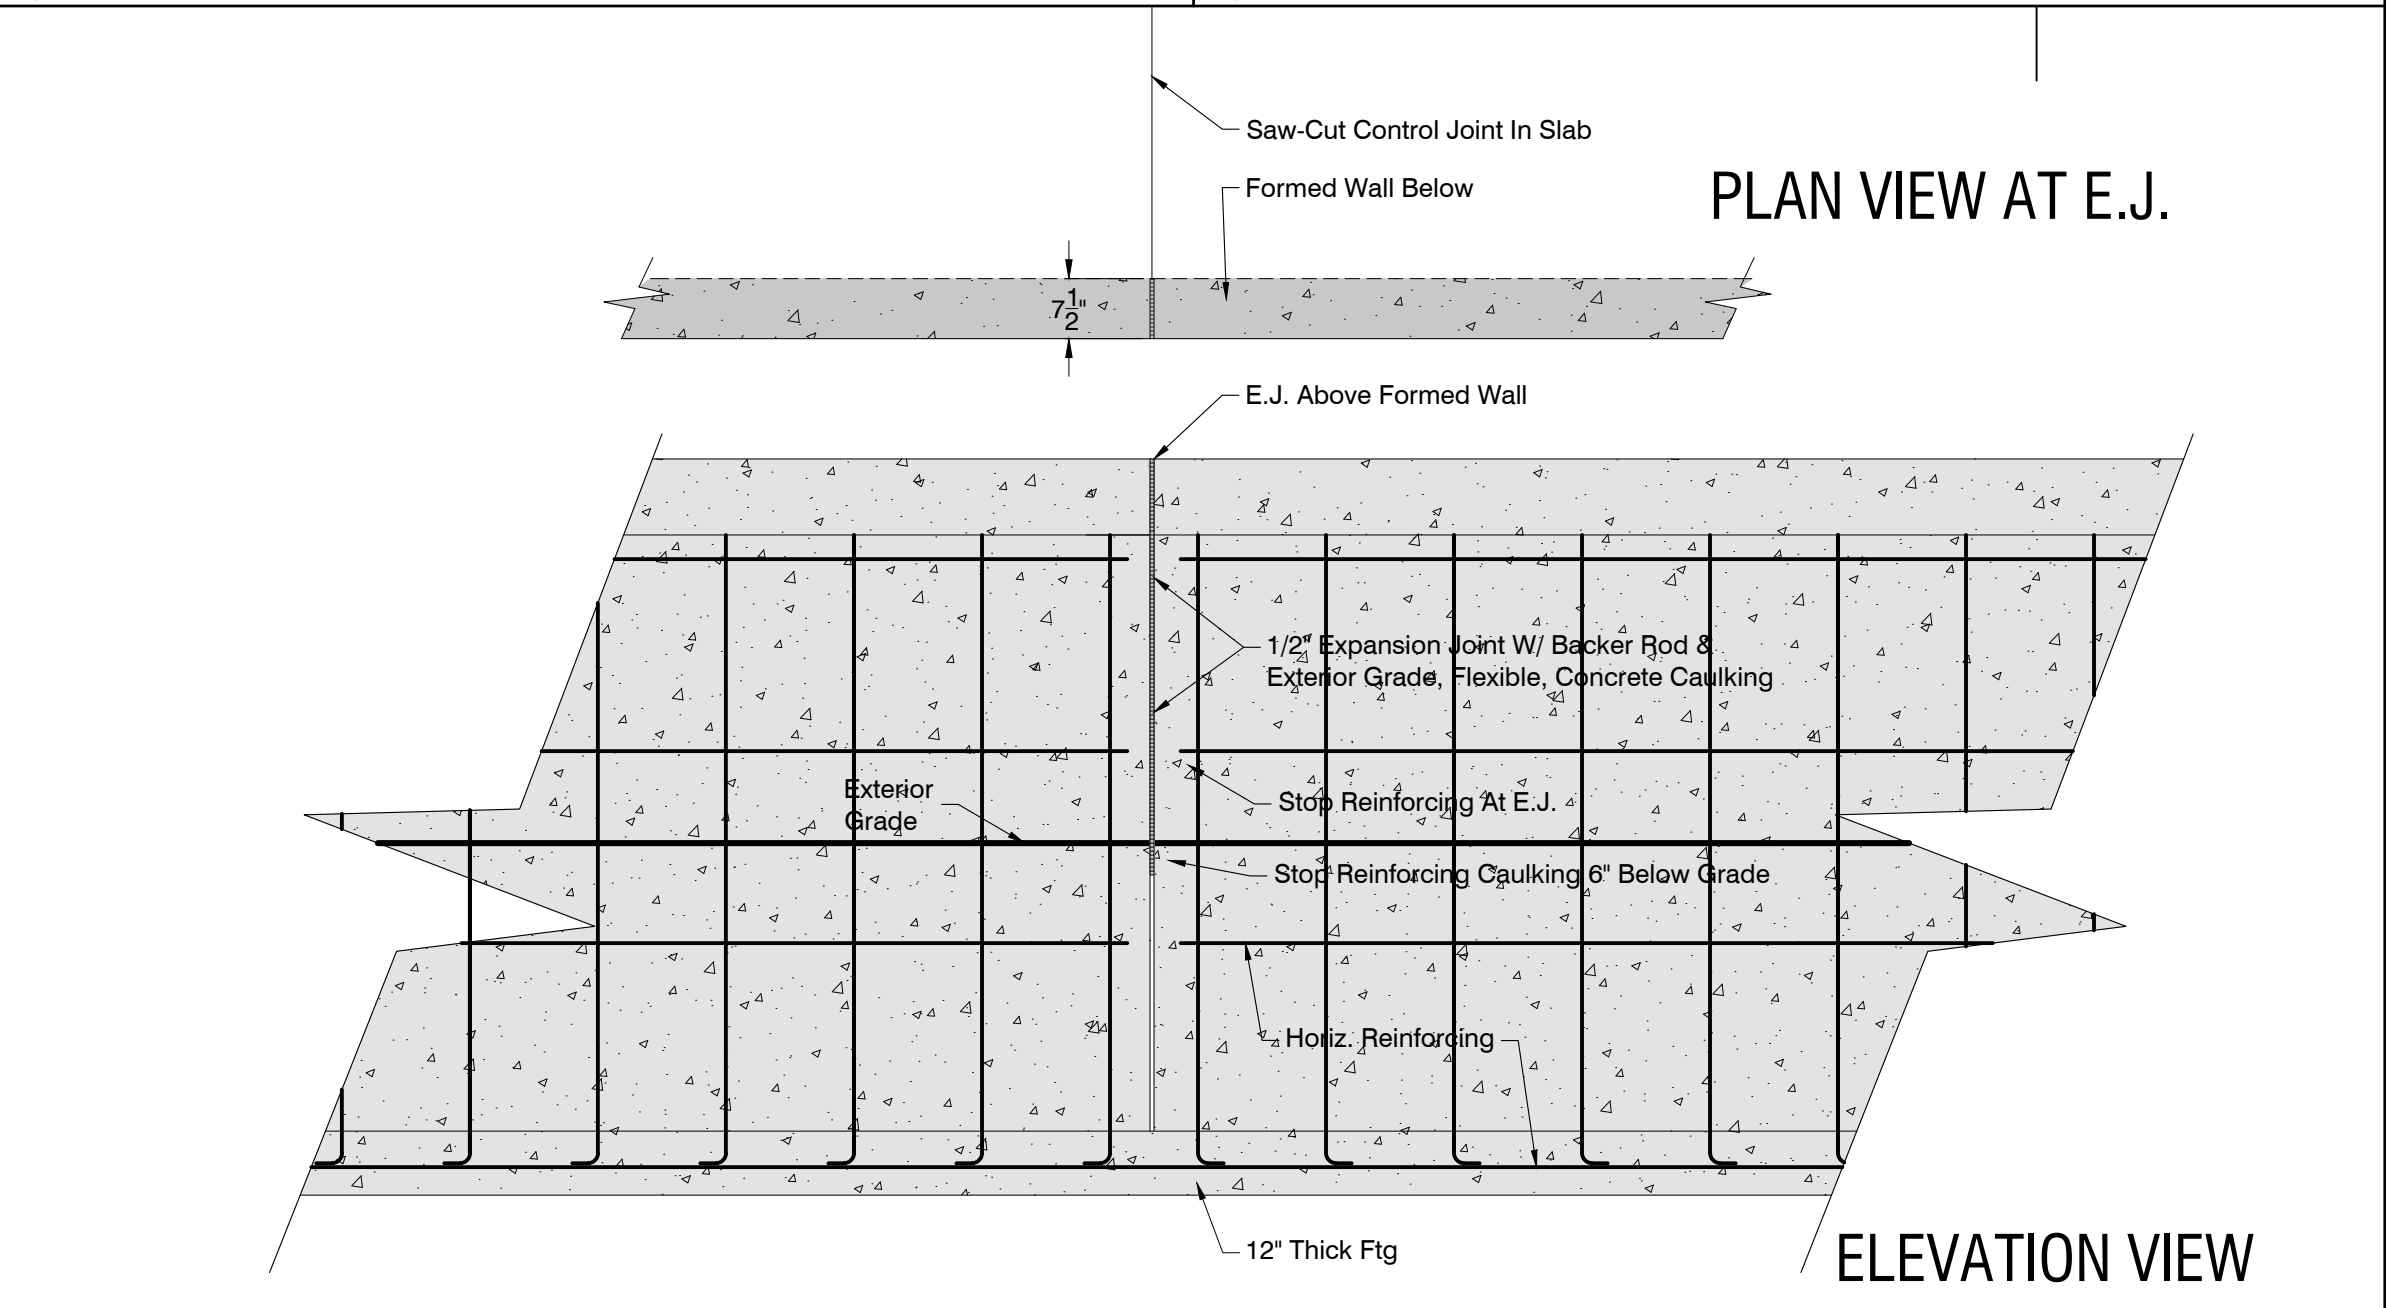 Saw-Cut Control Joint In Slab
Formed Wall Below
PLAN VIEW AT E.J.
7 1/2"
E.J. Above Formed Wall
1/2" Expansion Joint W/ Backer Rod &
Exterior Grade, Flexible, Concrete Caulking
Exterior
Grade
Stop Reinforcing At E.J.
Stop Reinforcing Caulking 6" Below Grade
Horiz. Reinforcing
12" Thick Ftg
ELEVATION VIEW